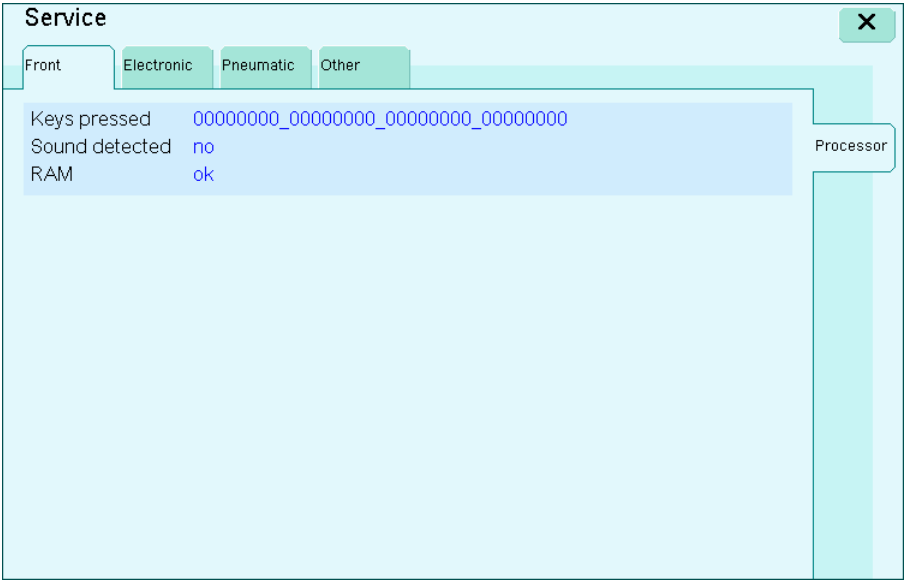 Service
X
Front Electronic Pneumatic Other
Keys pressed 00000000_00000000_00000000_00000000
Sound detected no
RAM ok
Processor